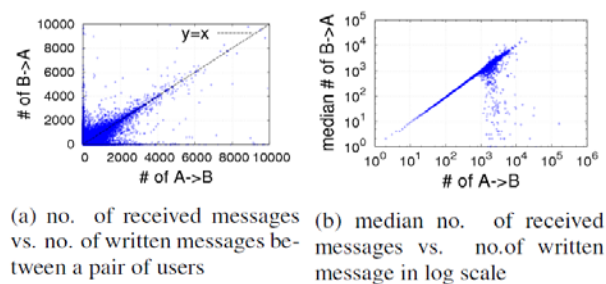 10000
8000
6000
4000
2000
0
# of B->A
y=x
0 2000 4000 6000 8000 10000
# of A->B
(a) no. of received messages
vs. no. of written messages be-
tween a pair of users
10^5
10^4
10^3
10^2
10^1
10^0
median # of B->A
10^0 10^1 10^2 10^3 10^4 10^5 10^6
# of A->B
(b) median no. of received
messages vs. no.of written
message in log scale